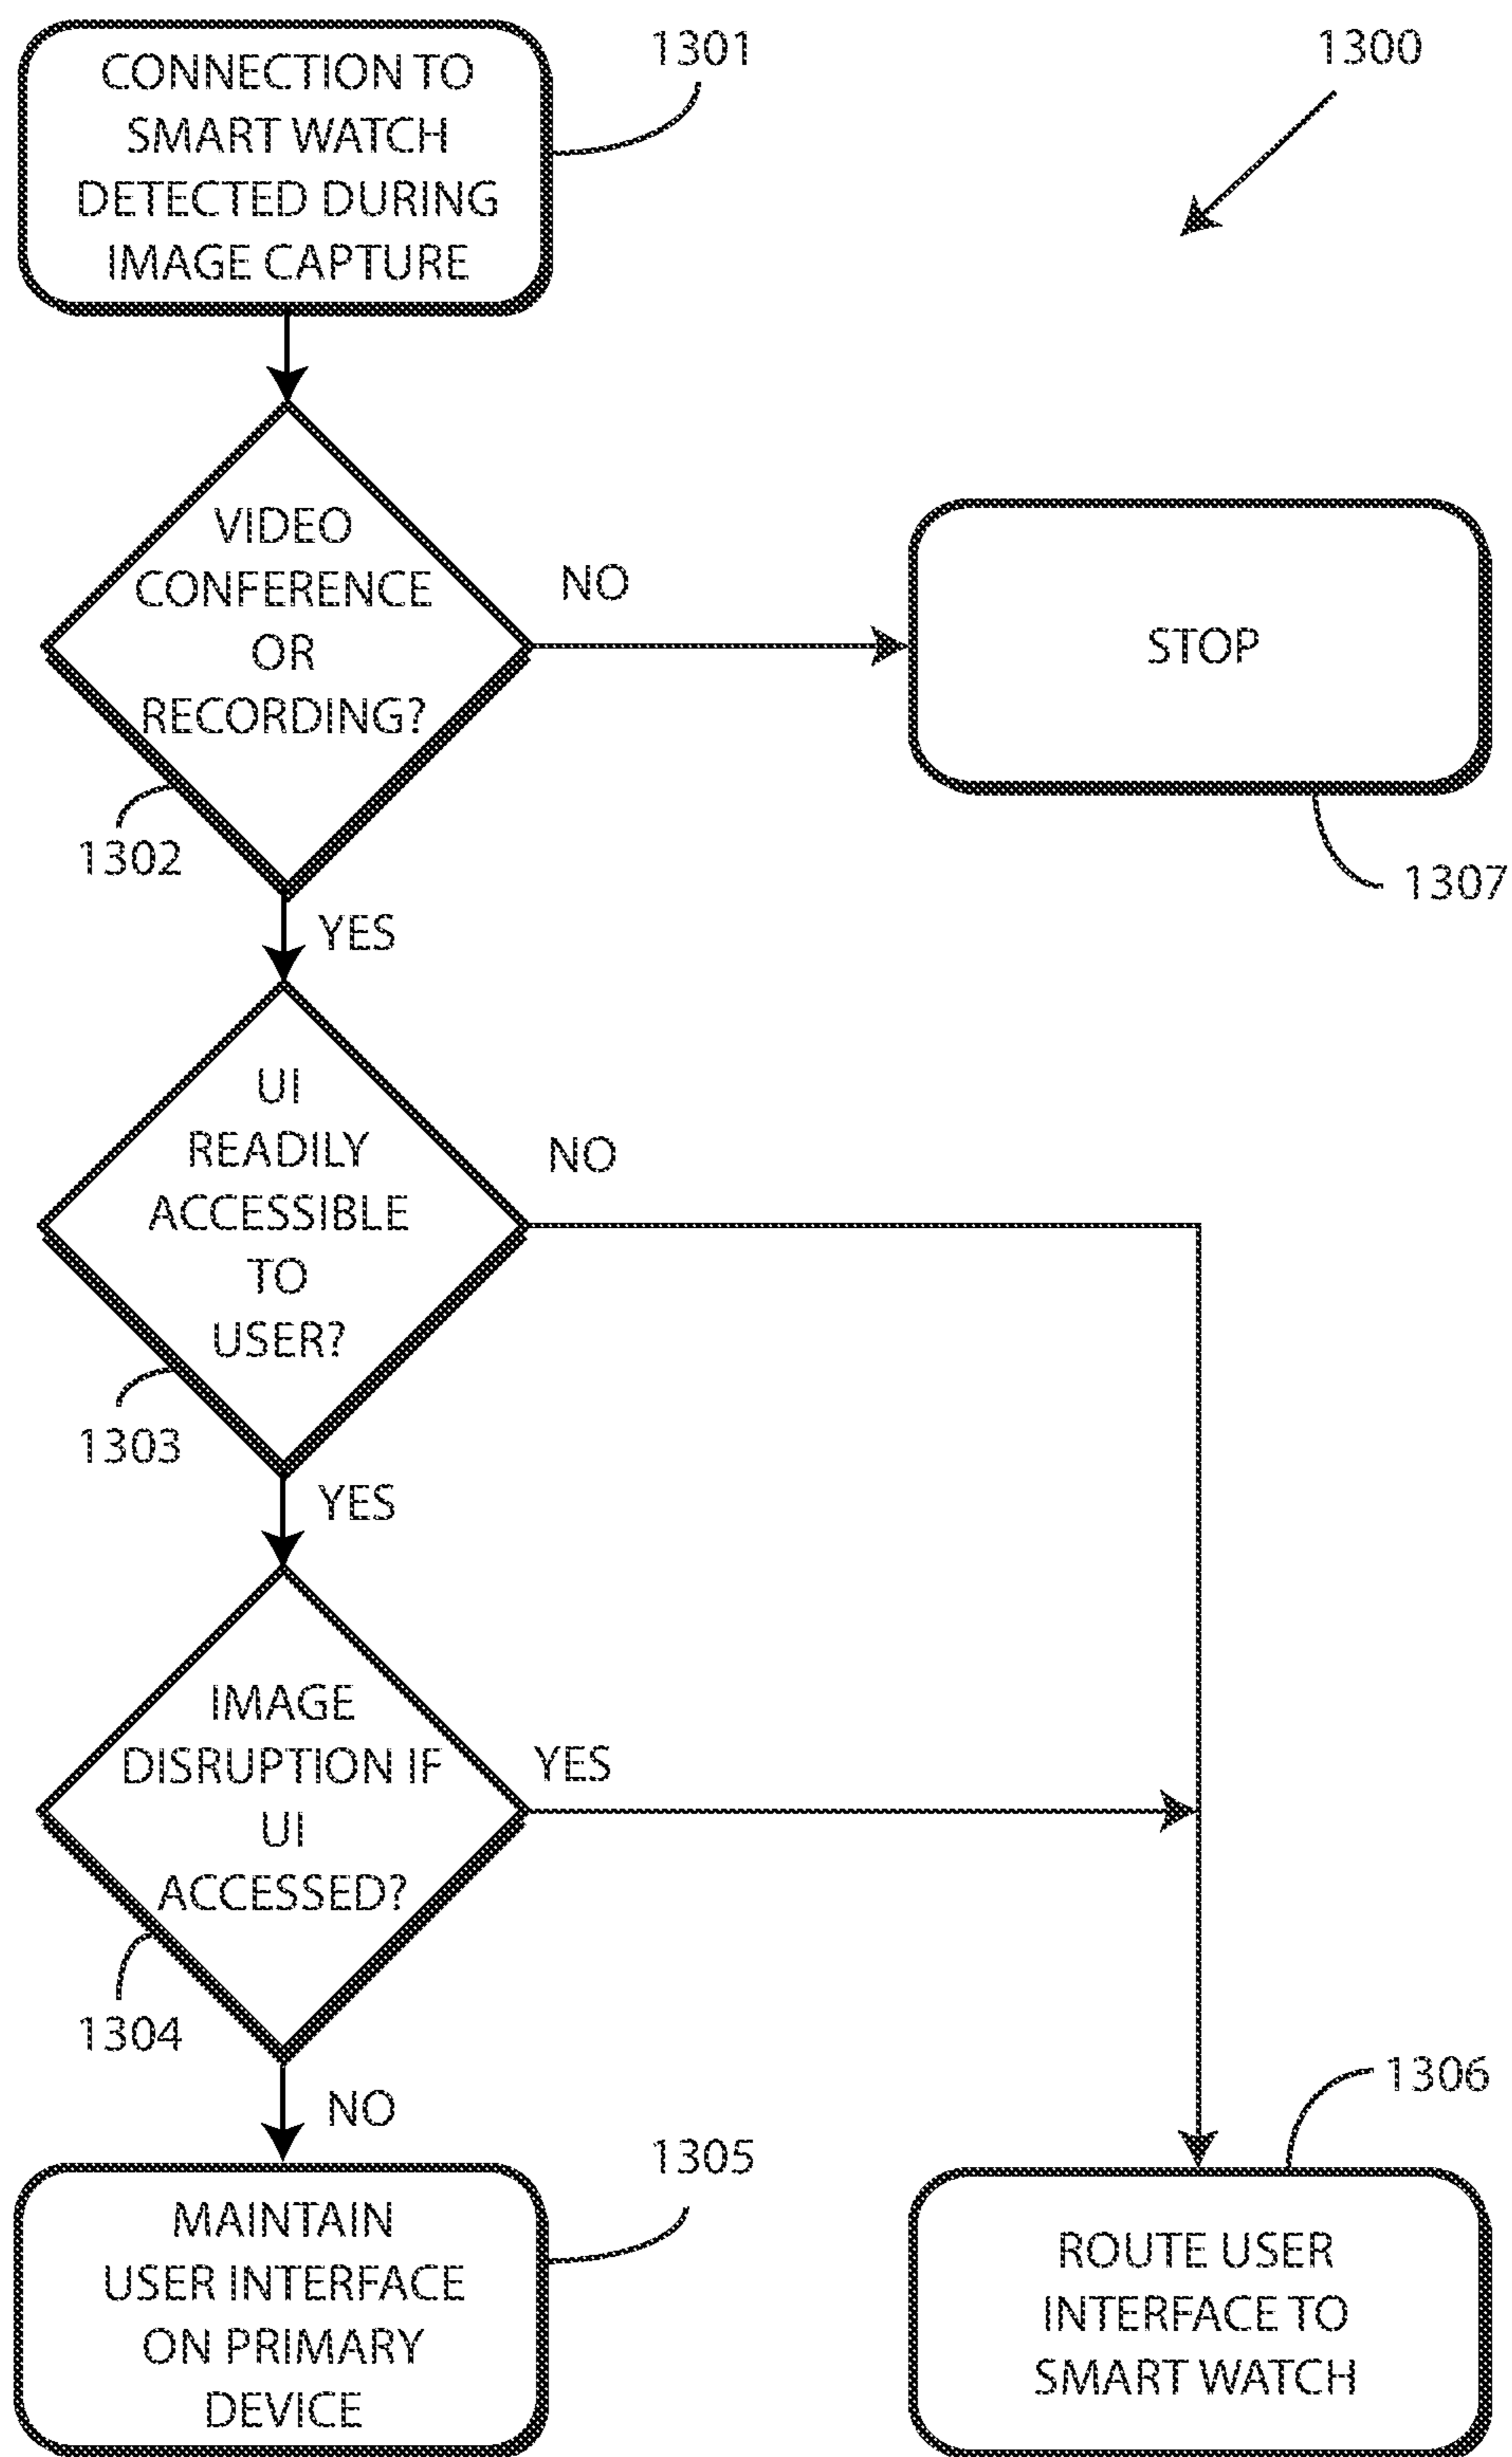 1301
1300
CONNECTION TO
SMART WATCH
DETECTED DURING
IMAGE CAPTURE
VIDEO
CONFERENCE
OR
RECORDING?
NO
STOP
1302
1307
YES
UI
READILY
ACCESSIBLE
TO
USER?
NO
1303
YES
IMAGE
DISRUPTION IF
UI
ACCESSED?
YES
1304
NO
1306
1305
MAINTAIN
USER INTERFACE
ON PRIMARY
DEVICE
ROUTE USER
INTERFACE TO
SMART WATCH